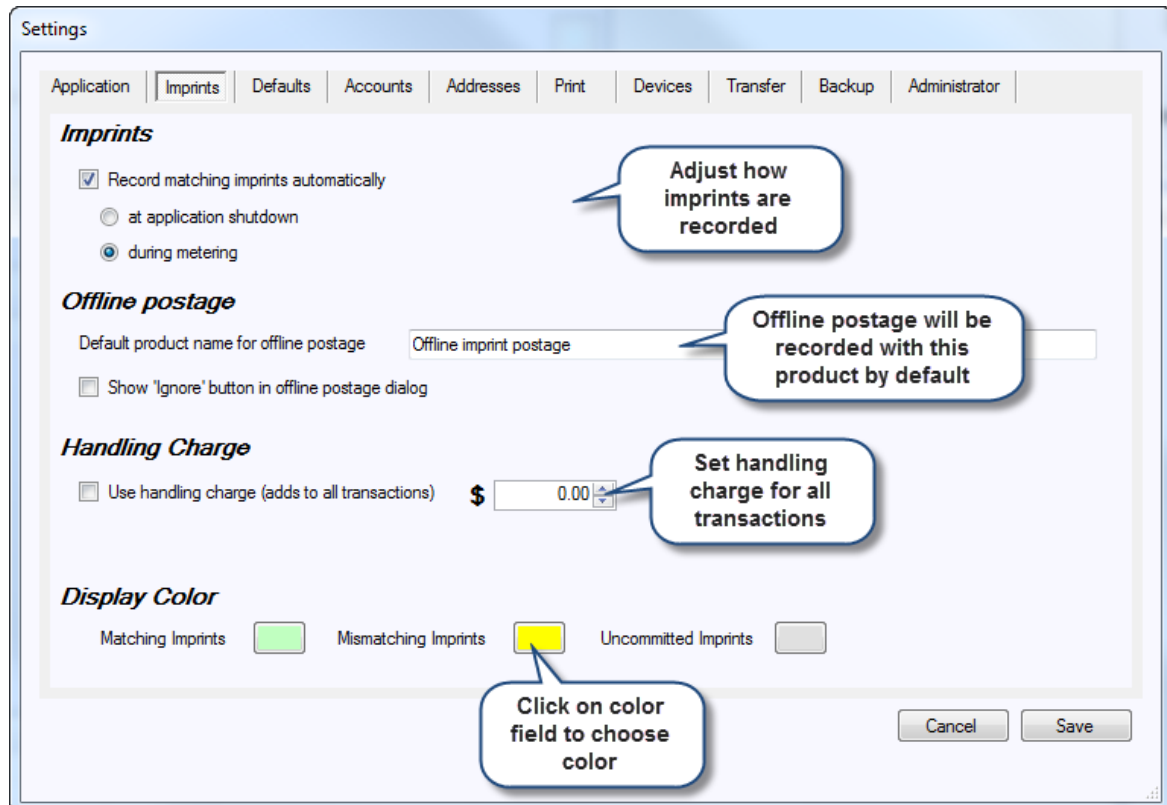 Settings
Application Imprints Defaults Accounts Addresses Print Devices Transfer Backup Administrator
Imprints
Record matching imprints automatically
at application shutdown
during metering
Adjust how
imprints are
recorded
Offline postage
Default product name for offline postage Offline imprint postage
Show 'Ignore' button in offline postage dialog
Offline postage will be
recorded with this
product by default
Handling Charge
Use handling charge (adds to all transactions) $ 0.00
Set handling
charge for all
transactions
Display Color
Matching Imprints Mismatching Imprints Uncommitted Imprints
Click on color
field to choose
color
Cancel Save